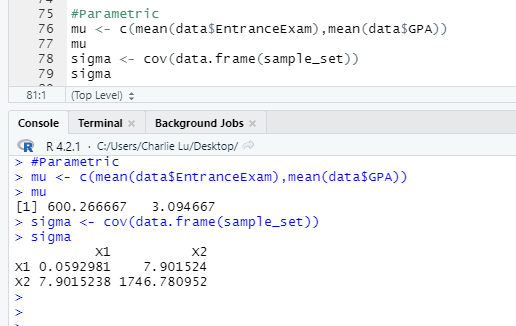 75 #Parametric
76 mu <- c(mean(data$EntranceExam),mean(data$GPA))
77 mu
78 sigma <- cov(data.frame(sample_set))
79 sigma
81:1 (Top Level)
Console Terminal Background Jobs
R 4.2.1 · C:/Users/Charlie Lu/Desktop/
> #Parametric
> mu <- c(mean(data$EntranceExam),mean(data$GPA))
> mu
[1] 600.266667 3.094667
> sigma <- cov(data.frame(sample_set))
> sigma
X1 X2
X1 0.0592981 7.901524
X2 7.9015238 1746.780952
>
>
>